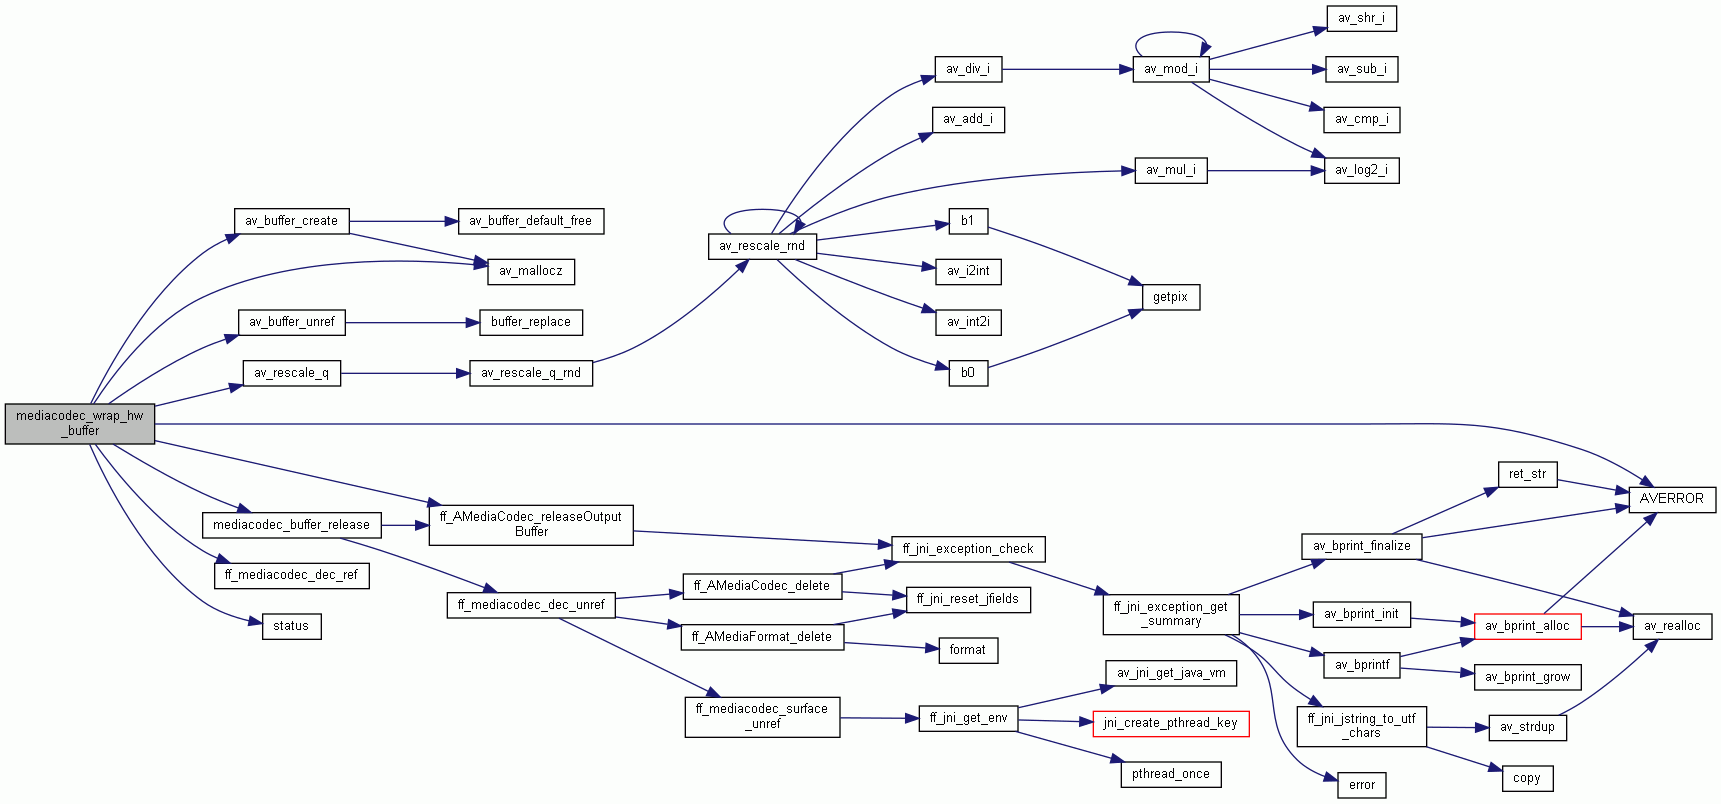 av_shr_i
av_div_i
av_mod_i
av_sub_i
av_add_i
av_cmp_i
av_mul_i
av_log2_i
av_buffer_create
av_buffer_default_free
b1
av_rescale_rnd
av_mallocz
av_i2int
getpix
av_buffer_unref
buffer_replace
av_int2i
av_rescale_q
av_rescale_q_rnd
b0
mediacodec_wrap_hw
_buffer
ret_str
AVERROR
mediacodec_buffer_release
ff_AMediaCodec_releaseOutput
Buffer
ff_jni_exception_check
av_bprint_finalize
ff_mediacodec_dec_ref
ff_AMediaCodec_delete
ff_jni_reset_jfields
ff_mediacodec_dec_unref
ff_jni_exception_get
_summary
av_bprint_init
av_bprint_alloc
av_realloc
status
ff_AMediaFormat_delete
format
av_bprintf
av_jni_get_java_vm
av_bprint_grow
ff_mediacodec_surface
_unref
ff_jni_get_env
jni_create_pthread_key
ff_jni_jstring_to_utf
_chars
av_strdup
pthread_once
copy
error